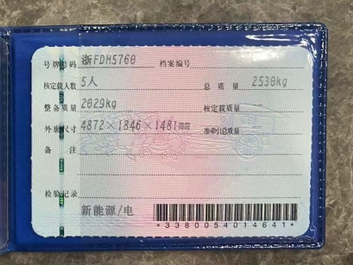 号牌号码 浙FDH5760 档案编号
核定载人数 5人 总质量 2530kg
整备质量 2029kg 核定载质量
外廓尺寸 4872×1846×1481mm 准牵引总质量
备注
检验记录
新能源/电
*3380054014641*